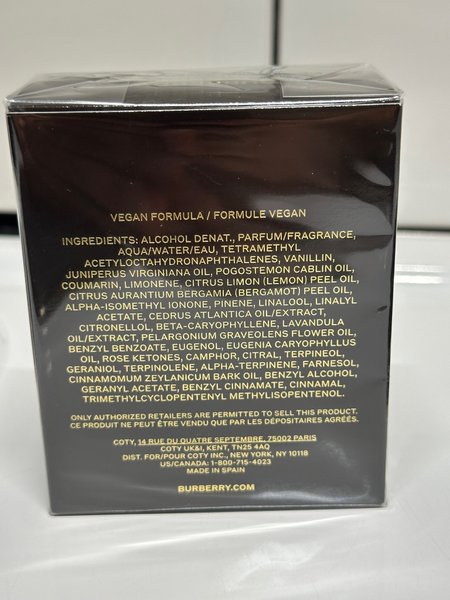 VEGAN FORMULA / FORMULE VEGAN
INGREDIENTS: ALCOHOL DENAT., PARFUM/FRAGRANCE,
AQUA/WATER/EAU, TETRAMETHYL
ACETYLOCTAHYDRONAPHTHALENES, VANILLIN,
JUNIPERUS VIRGINIANA OIL, POGOSTEMON CABLIN OIL,
COUMARIN, LIMONENE, CITRUS LIMON (LEMON) PEEL OIL,
CITRUS AURANTIUM BERGAMIA (BERGAMOT) PEEL OIL,
ALPHA-ISOMETHYL IONONE, PINENE, LINALOOL, LINALYL
ACETATE, CEDRUS ATLANTICA OIL/EXTRACT,
CITRONELLOL, BETA-CARYOPHYLLENE, LAVANDULA
OIL/EXTRACT, PELARGONIUM GRAVEOLENS FLOWER OIL,
BENZYL BENZOATE, EUGENOL, EUGENIA CARYOPHYLLUS
OIL, ROSE KETONES, CAMPHOR, CITRAL, TERPINEOL,
GERANIOL, TERPINOLENE, ALPHA-TERPINENE, FARNESOL,
CINNAMOMUM ZEYLANICUM BARK OIL, BENZYL ALCOHOL,
GERANYL ACETATE, BENZYL CINNAMATE, CINNAMAL,
TRIMETHYLCYCLOPENTENYL METHYLISOPENTENOL.
ONLY AUTHORIZED RETAILERS ARE PERMITTED TO SELL THIS PRODUCT.
CE PRODUIT NE PEUT ÊTRE VENDU QUE PAR LES DÉPOSITAIRES AGRÉÉS.
COTY, 14 RUE DU QUATRE SEPTEMBRE, 75002 PARIS
COTY UK&I, KENT, TN25 4AQ
DIST. FOR/POUR COTY INC., NEW YORK, NY 10118
US/CANADA: 1-800-715-4023
MADE IN SPAIN
BURBERRY.COM